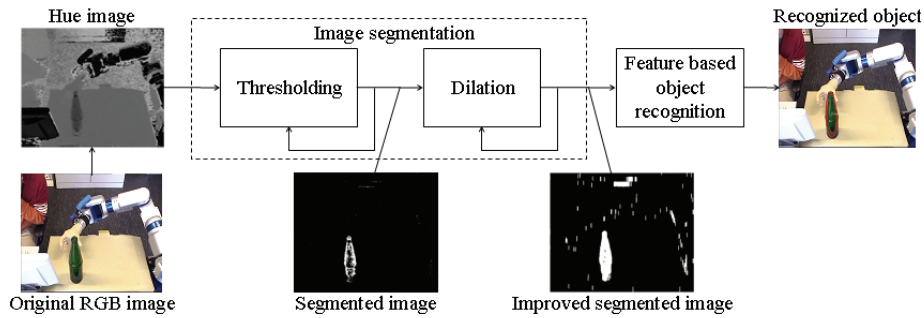 Hue image
Image segmentation
Recognized object
Thresholding
Dilation
Feature based
object
recognition
Original RGB image
Segmented image
Improved segmented image